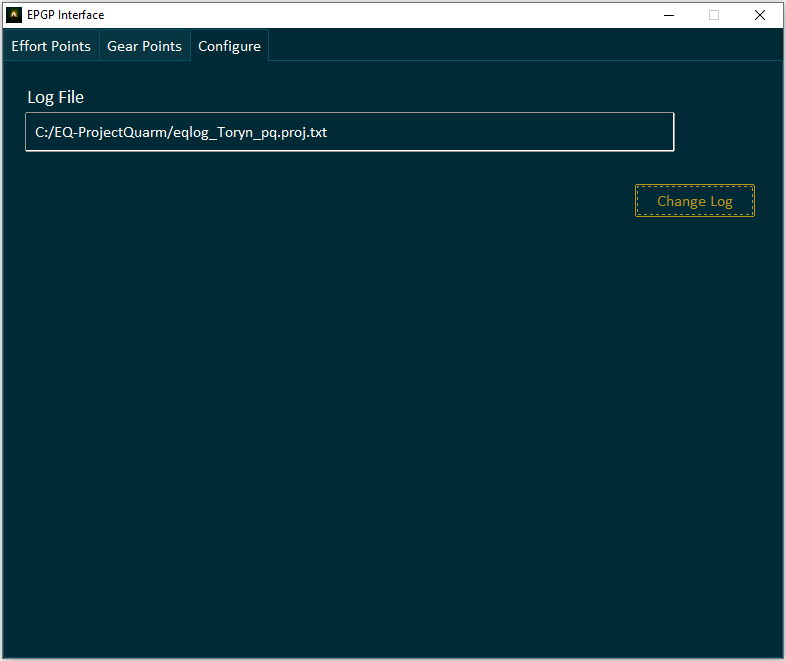 EPGP Interface
Effort Points Gear Points Configure
Log File
C:/EQ-ProjectQuarm/eqlog_Toryn_pq.proj.txt
Change Log